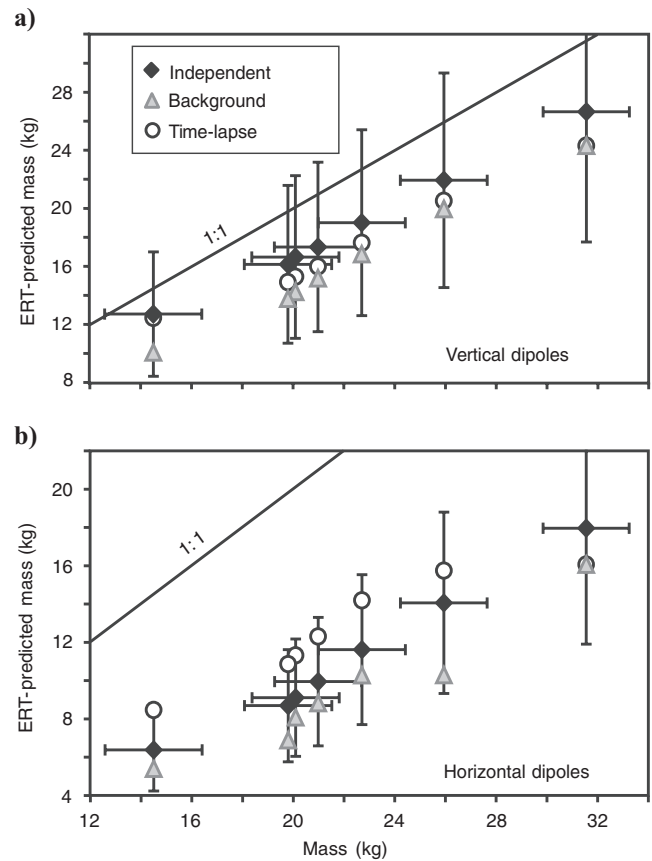 a)
ERT-predicted mass (kg)
28
24
20
16
12
8
Independent
Background
Time-lapse
1:1
Vertical dipoles
b)
ERT-predicted mass (kg)
20
16
12
8
4
1:1
Horizontal dipoles
12 16 20 24 28 32
Mass (kg)